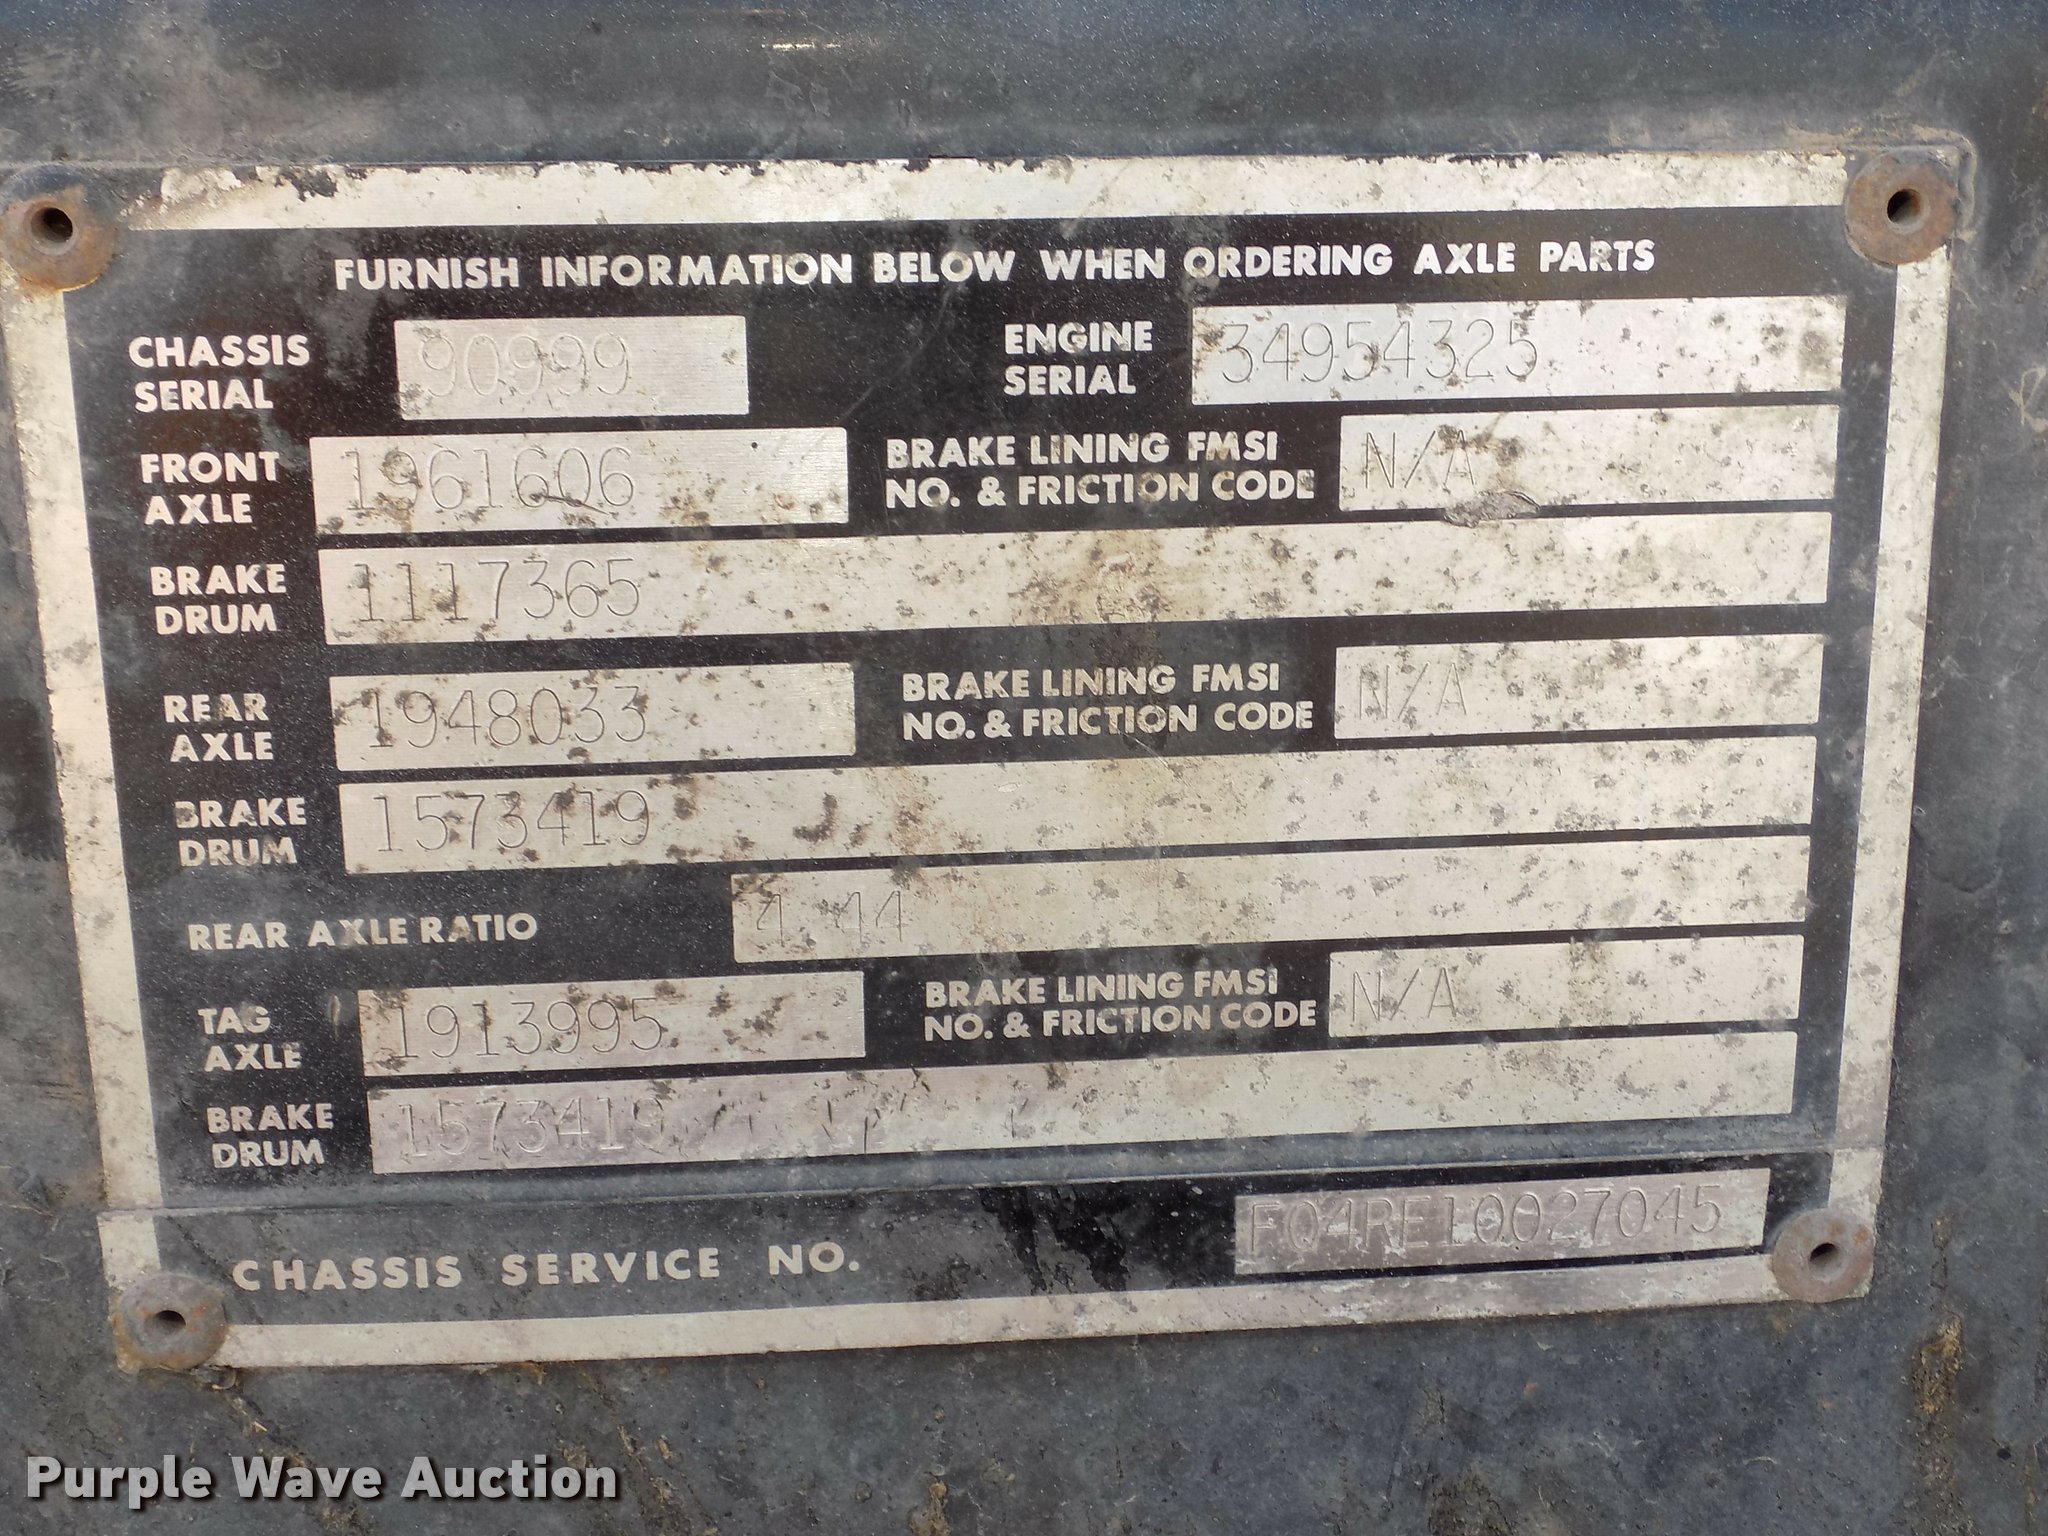 FURNISH INFORMATION BELOW WHEN ORDERING AXLE PARTS
CHASSIS SERIAL 90999 ENGINE SERIAL 34954325
FRONT AXLE 1961606 BRAKE LINING FMSI NO. & FRICTION CODE N/A
BRAKE DRUM 1117365
REAR AXLE 1948033 BRAKE LINING FMSI NO. & FRICTION CODE N/A
BRAKE DRUM 1573419
REAR AXLE RATIO 4.44
TAG AXLE 1913995 BRAKE LINING FMSI NO. & FRICTION CODE N/A
BRAKE DRUM 1573419
CHASSIS SERVICE NO. FQ4RE10027045
Purple Wave Auction